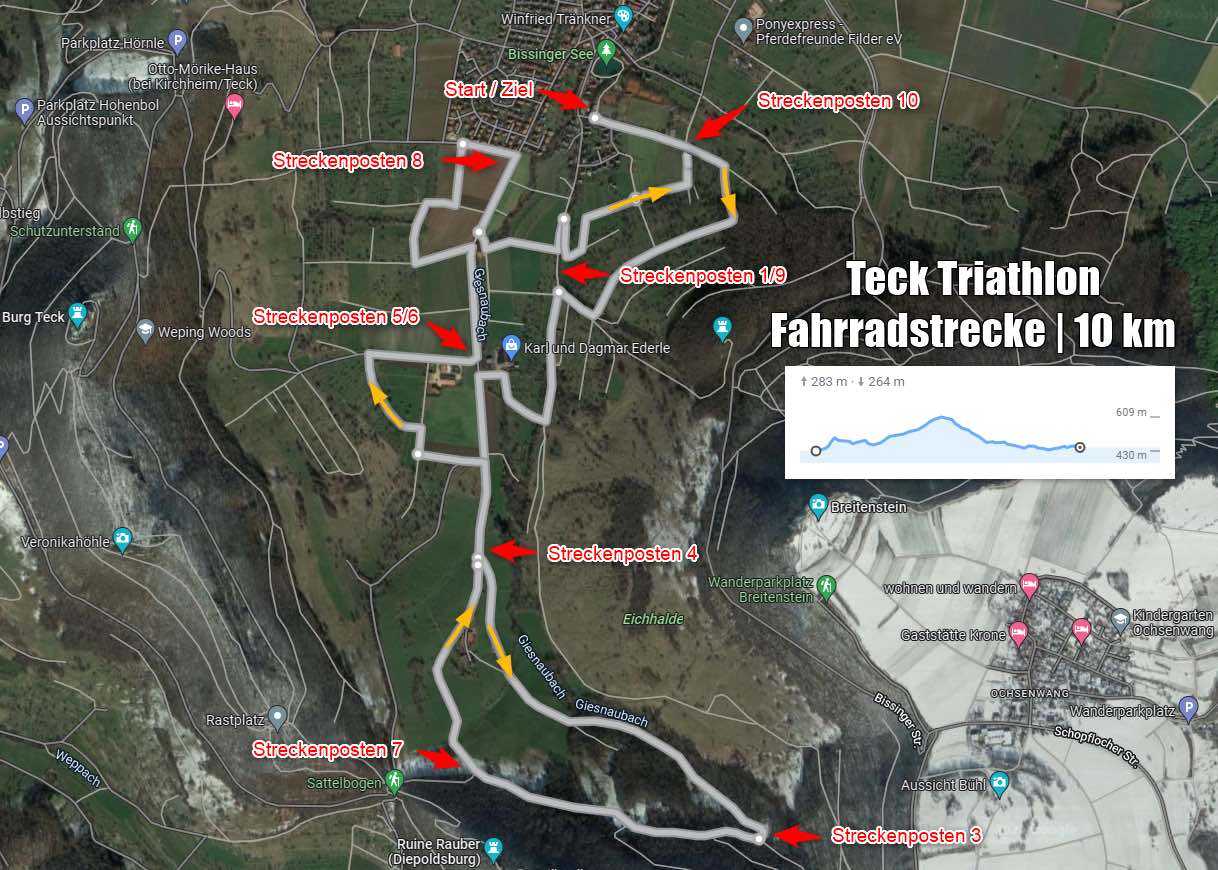 Winfried Trankner
Ponyexpress -
Pferdefreunde Filder eV
Parkplatz Hörnle
Bissinger See
Otto-Mörike-Haus
(bei Kirchheim/Teck)
Start / Ziel
Streckenposten 10
Parkplatz Hohenbol
Aussichtspunkt
Streckenposten 8
lbstieg
Schutzunterstand
Streckenposten 1/9
Giesnaubach
Teck Triathlon
Fahrradstrecke | 10 km
Burg Teck
Weping Woods
Streckenposten 5/6
Karl und Dagmar Ederle
283 m · 264 m
609 m
430 m
Breitenstein
Veronikahöhle
Streckenposten 4
Wanderparkplatz
Breitenstein
wohnen und wandern
Eichhalde
Gaststätte Krone
Kindergarten
Ochsenwang
Giesnaubach
Giesnaubach
OCHSENWANG
Bissinger Str.
Wanderparkplatz
Rastplatz
Schopflocher Str.
Streckenposten 7
Weppach
Sattelbogen
Aussicht Bühl
Streckenposten 3
Ruine Rauber
(Diepoldsburg)